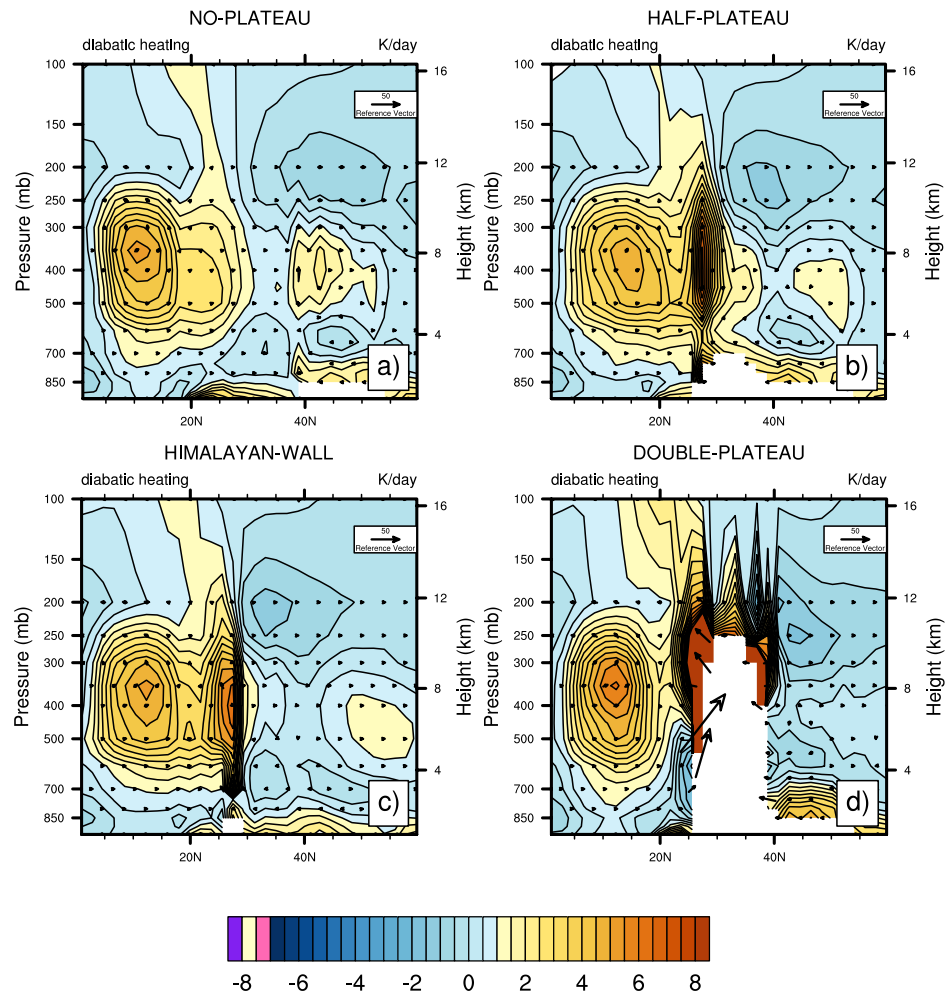 NO-PLATEAU
diabatic heating K/day
100
150
200
250
300
400
500
700
850
Pressure (mb)
16
12
8
4
Height (km)
50
Reference Vector
a)
20N 40N
HALF-PLATEAU
diabatic heating K/day
100
150
200
250
300
400
500
700
850
Pressure (mb)
16
12
8
4
Height (km)
50
Reference Vector
b)
20N 40N
HIMALAYAN-WALL
diabatic heating K/day
100
150
200
250
300
400
500
700
850
Pressure (mb)
16
12
8
4
Height (km)
50
Reference Vector
c)
20N 40N
DOUBLE-PLATEAU
diabatic heating K/day
100
150
200
250
300
400
500
700
850
Pressure (mb)
16
12
8
4
Height (km)
50
Reference Vector
d)
20N 40N
-8 -6 -4 -2 0 2 4 6 8